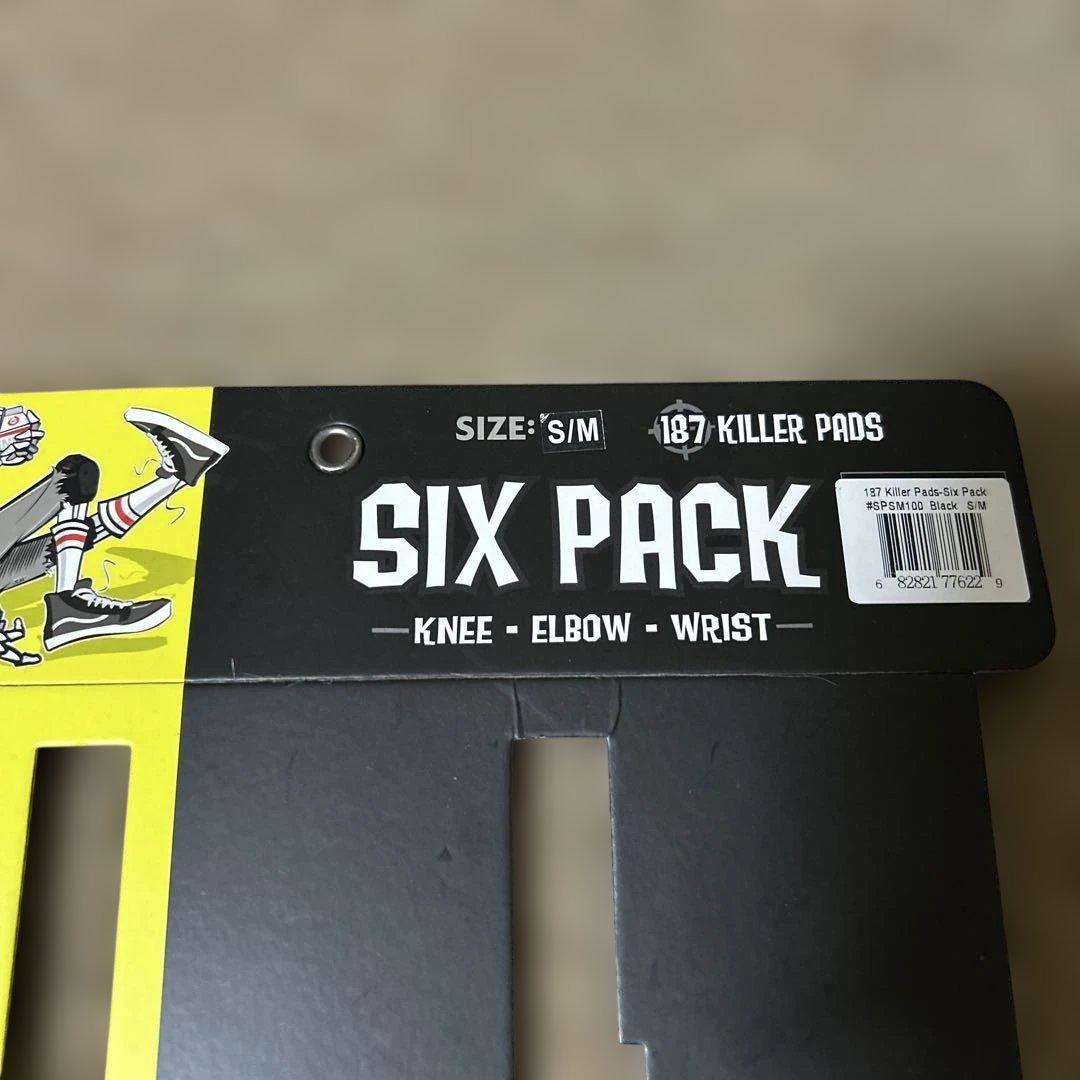 SIZE: S/M 187 KILLER PADS
SIX PACK
KNEE - ELBOW - WRIST
187 Killer Pads-Six Pack
#SPSM100 Black S/M
6 82821 77622 9